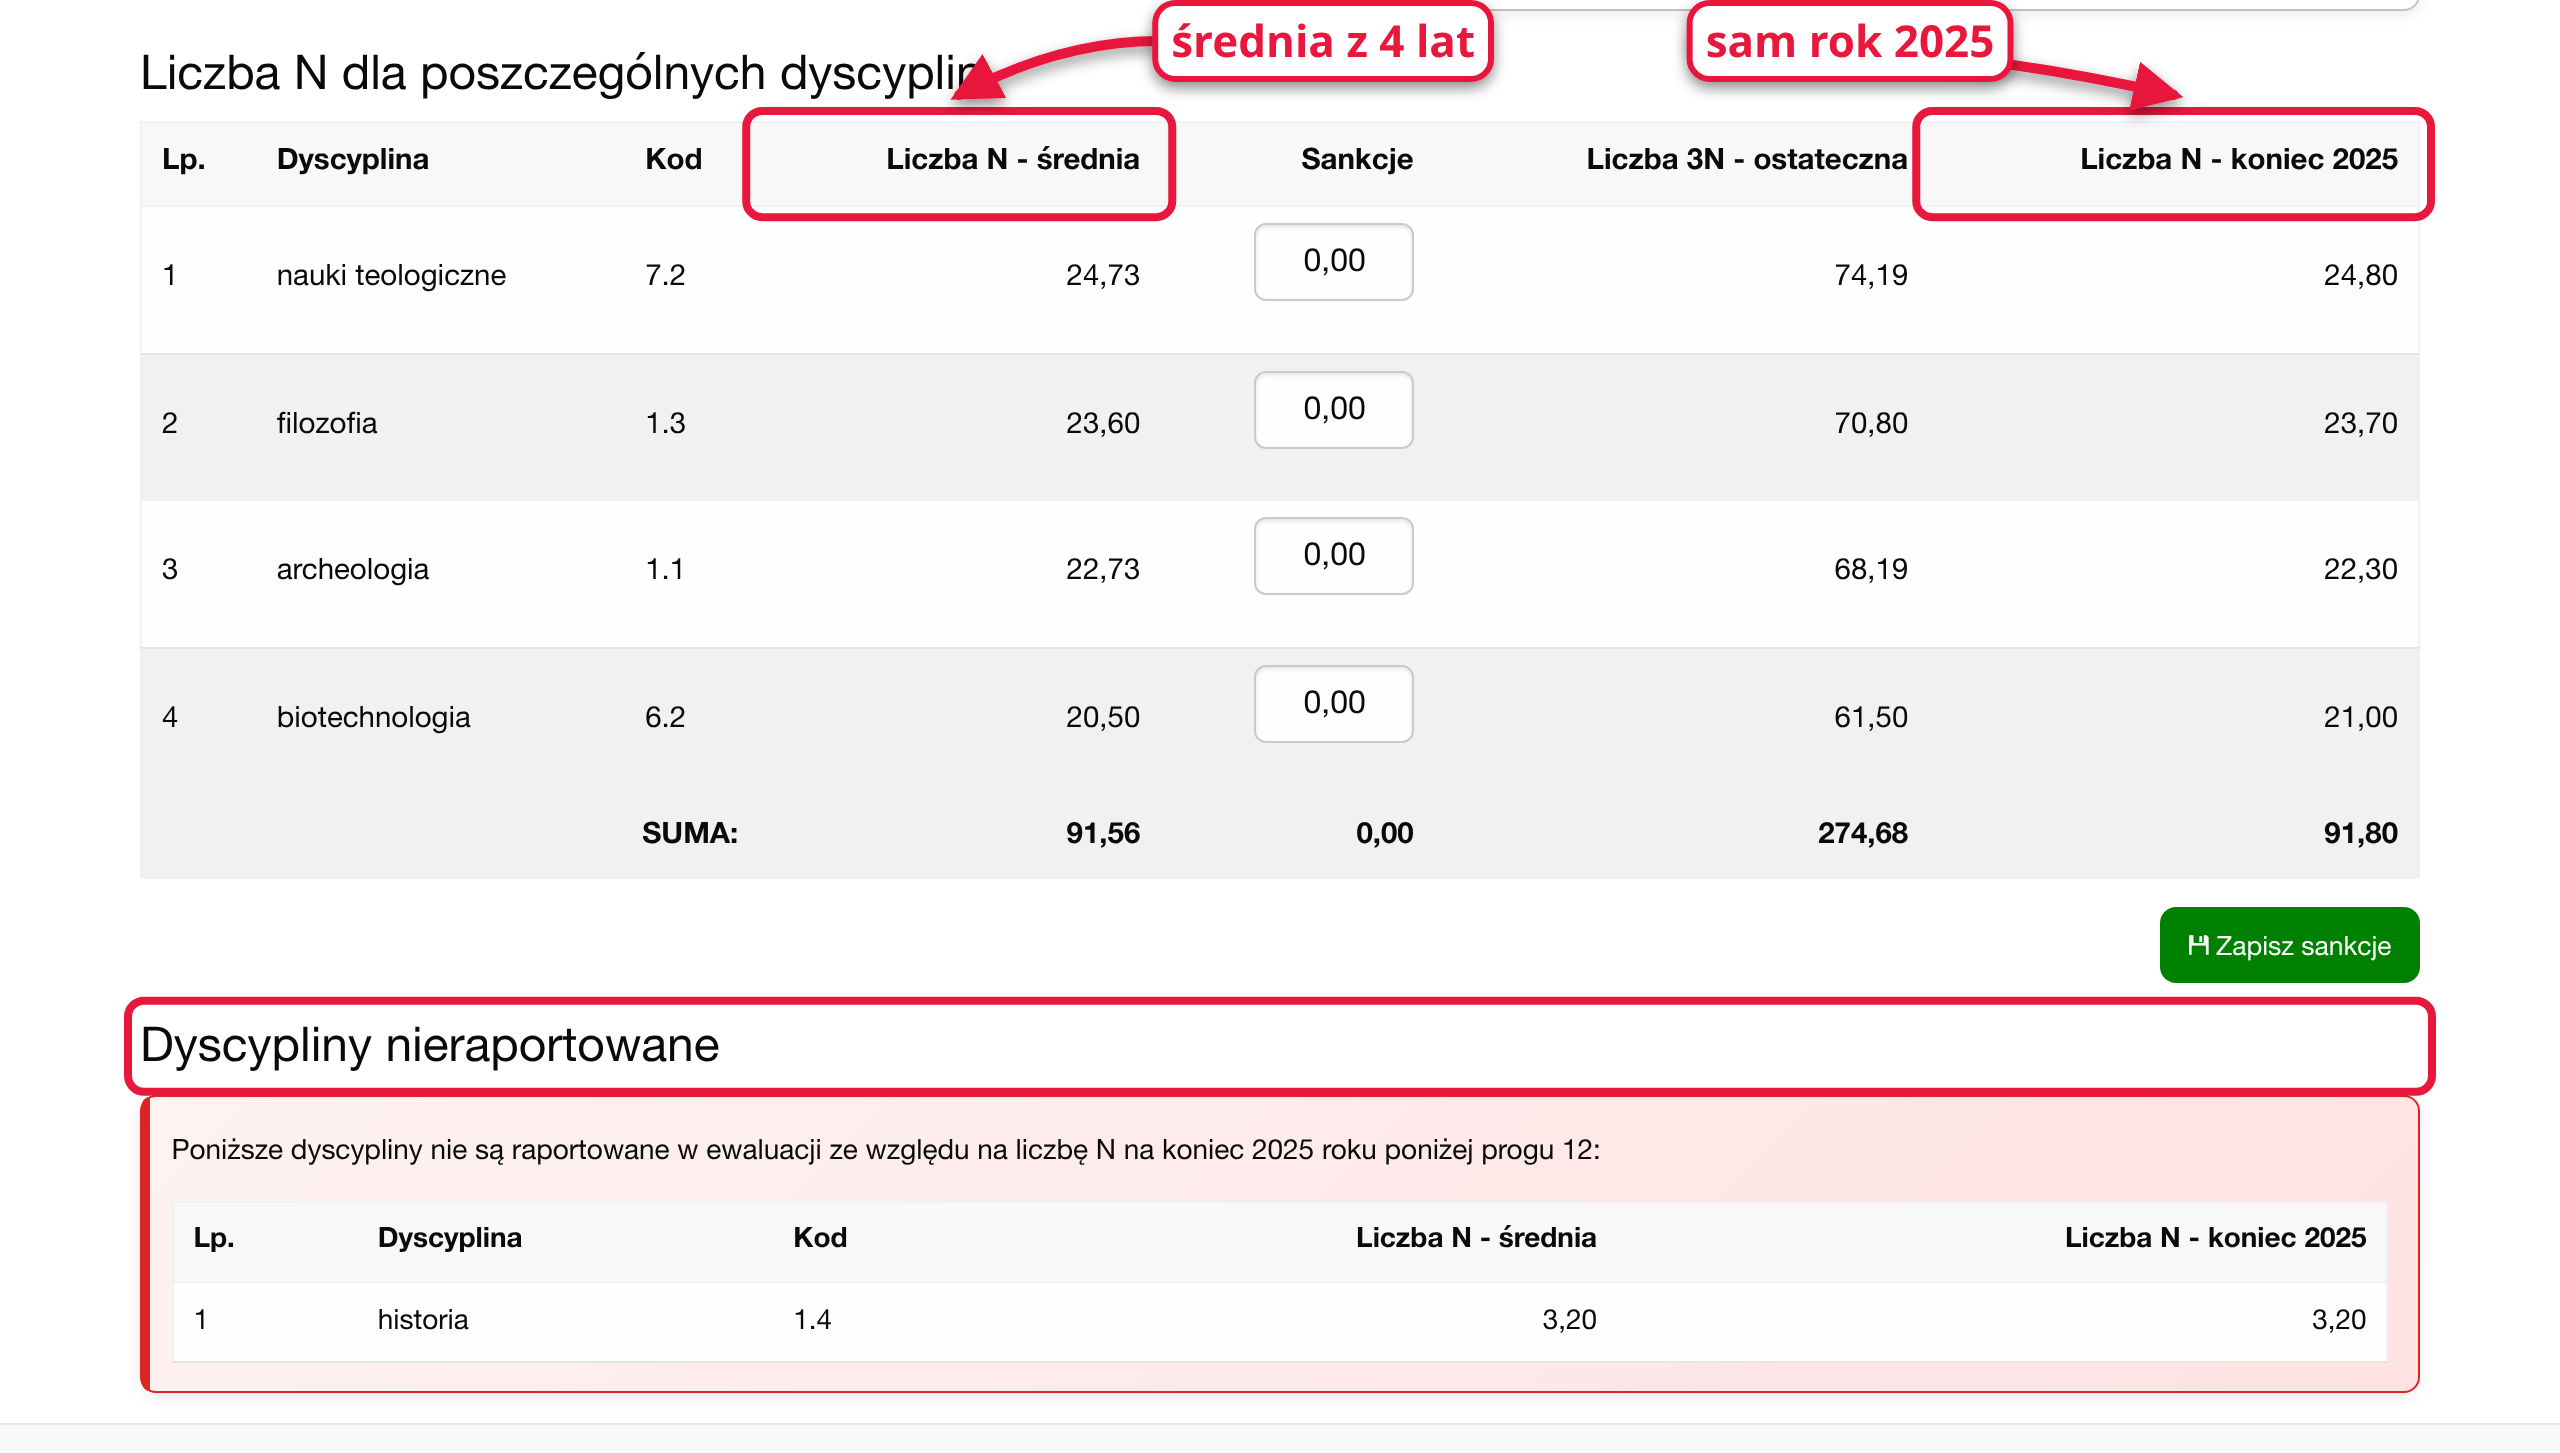 średnia z 4 lat
sam rok 2025
Liczba N dla poszczególnych dyscyplin
Lp. Dyscyplina Kod Liczba N - średnia Sankcje Liczba 3N - ostateczna Liczba N - koniec 2025
1 nauki teologiczne 7.2 24,73 0,00 74,19 24,80
2 filozofia 1.3 23,60 0,00 70,80 23,70
3 archeologia 1.1 22,73 0,00 68,19 22,30
4 biotechnologia 6.2 20,50 0,00 61,50 21,00
SUMA: 91,56 0,00 274,68 91,80
Zapisz sankcje
Dyscypliny nieraportowane
Poniższe dyscypliny nie są raportowane w ewaluacji ze względu na liczbę N na koniec 2025 roku poniżej progu 12:
Lp. Dyscyplina Kod Liczba N - średnia Liczba N - koniec 2025
1 historia 1.4 3,20 3,20